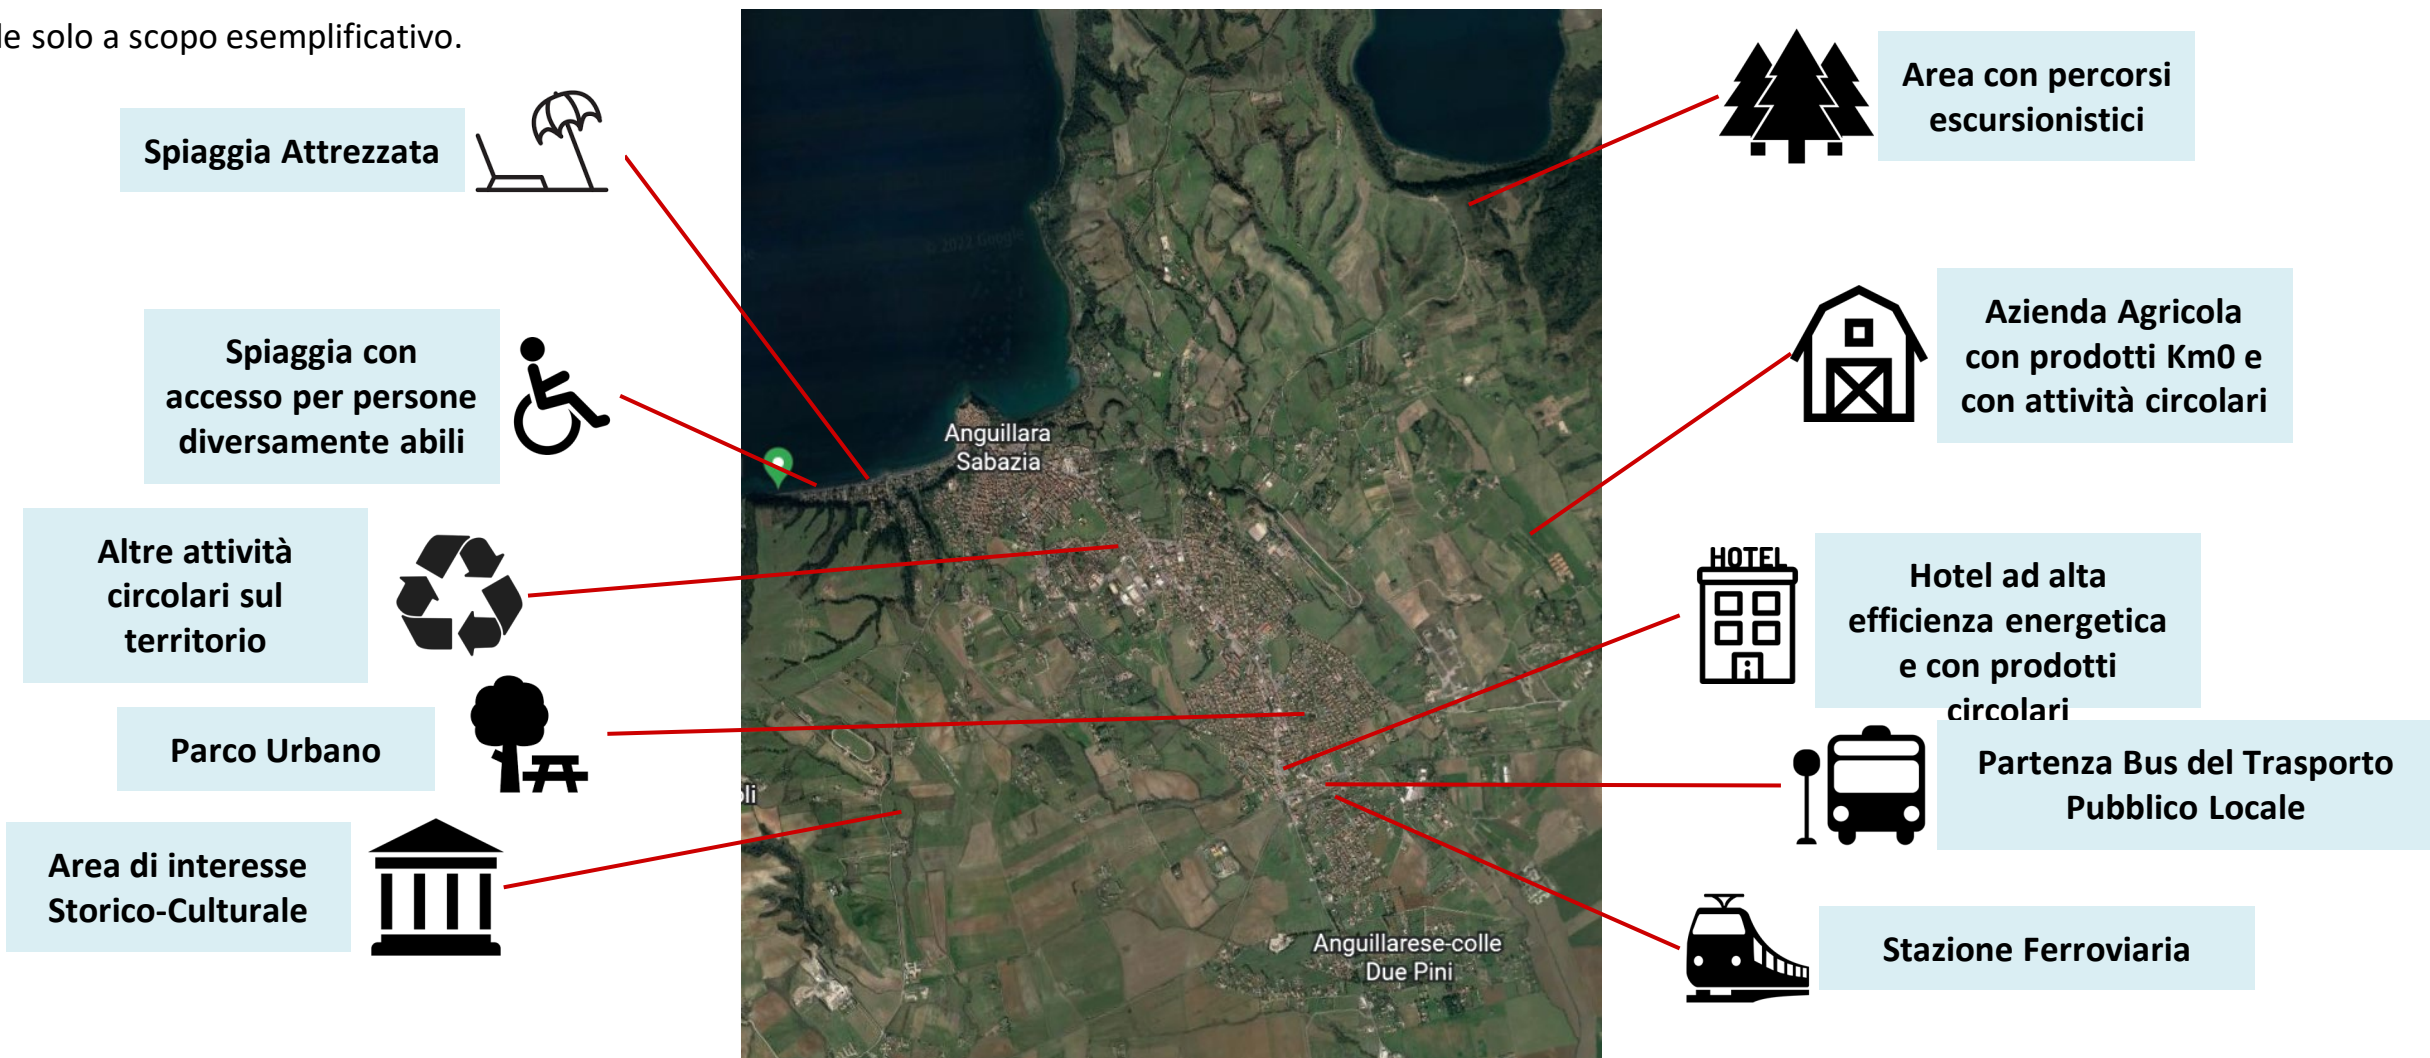 le solo a scopo esemplificativo.
Spiaggia Attrezzata
Spiaggia con
accesso per persone
diversamente abili
Altre attività
circolari sul
territorio
Parco Urbano
Area di interesse
Storico-Culturale
© 2022 Google
Anguillara
Sabazia
oli
Anguillarese-colle
Due Pini
Area con percorsi
escursionistici
Azienda Agricola
con prodotti Km0 e
con attività circolari
HOTEL
Hotel ad alta
efficienza energetica
e con prodotti
circolari
Partenza Bus del Trasporto
Pubblico Locale
Stazione Ferroviaria